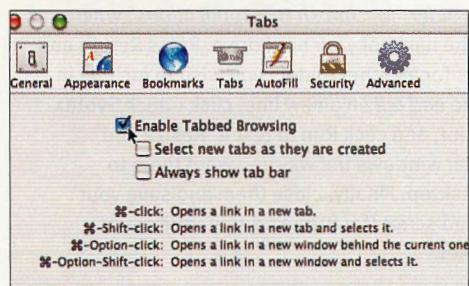 Tabs
General Appearance Bookmarks Tabs AutoFill Security Advanced
Enable Tabbed Browsing
Select new tabs as they are created
Always show tab bar
⌘-click: Opens a link in a new tab.
⌘-Shift-click: Opens a link in a new tab and selects it.
⌘-Option-click: Opens a link in a new window behind the current one
⌘-Option-Shift-click: Opens a link in a new window and selects it.